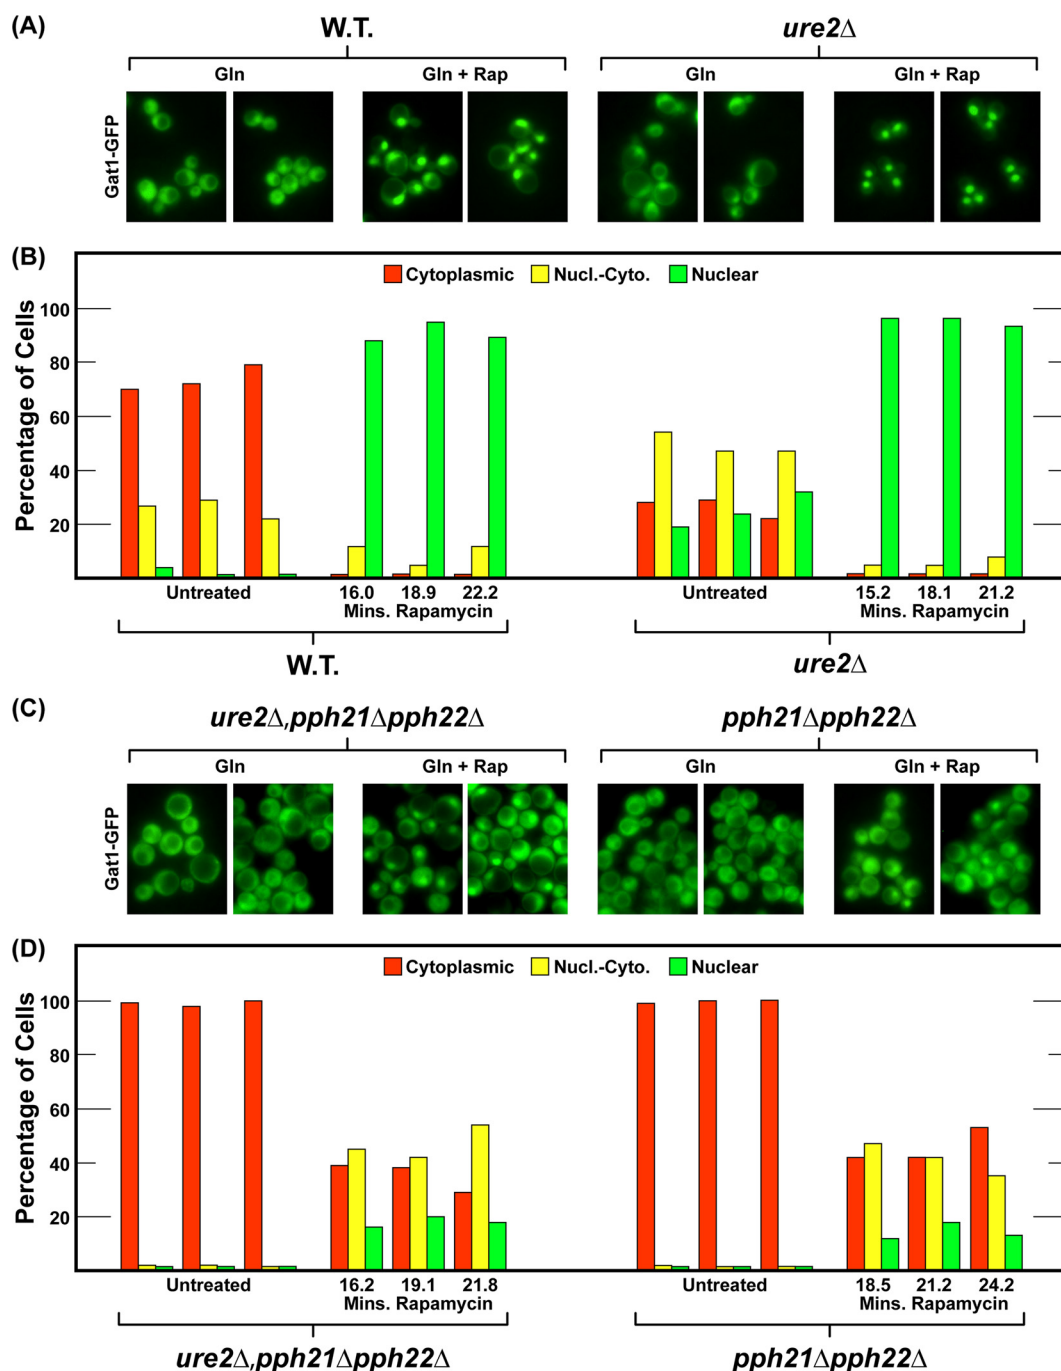 (A)
W.T.
ure2Δ
Gln
Gln + Rap
Gln
Gln + Rap
Gat1-GFP
(B)
Cytoplasmic
Nucl.-Cyto.
Nuclear
Percentage of Cells
100
80
60
40
20
Untreated
16.0 18.9 22.2
Mins. Rapamycin
Untreated
15.2 18.1 21.2
Mins. Rapamycin
W.T.
ure2Δ
(C)
ure2Δ,pph21Δpph22Δ
pph21Δpph22Δ
Gln
Gln + Rap
Gln
Gln + Rap
Gat1-GFP
(D)
Cytoplasmic
Nucl.-Cyto.
Nuclear
Percentage of Cells
100
80
60
40
20
Untreated
16.2 19.1 21.8
Mins. Rapamycin
Untreated
18.5 21.2 24.2
Mins. Rapamycin
ure2Δ,pph21Δpph22Δ
pph21Δpph22Δ